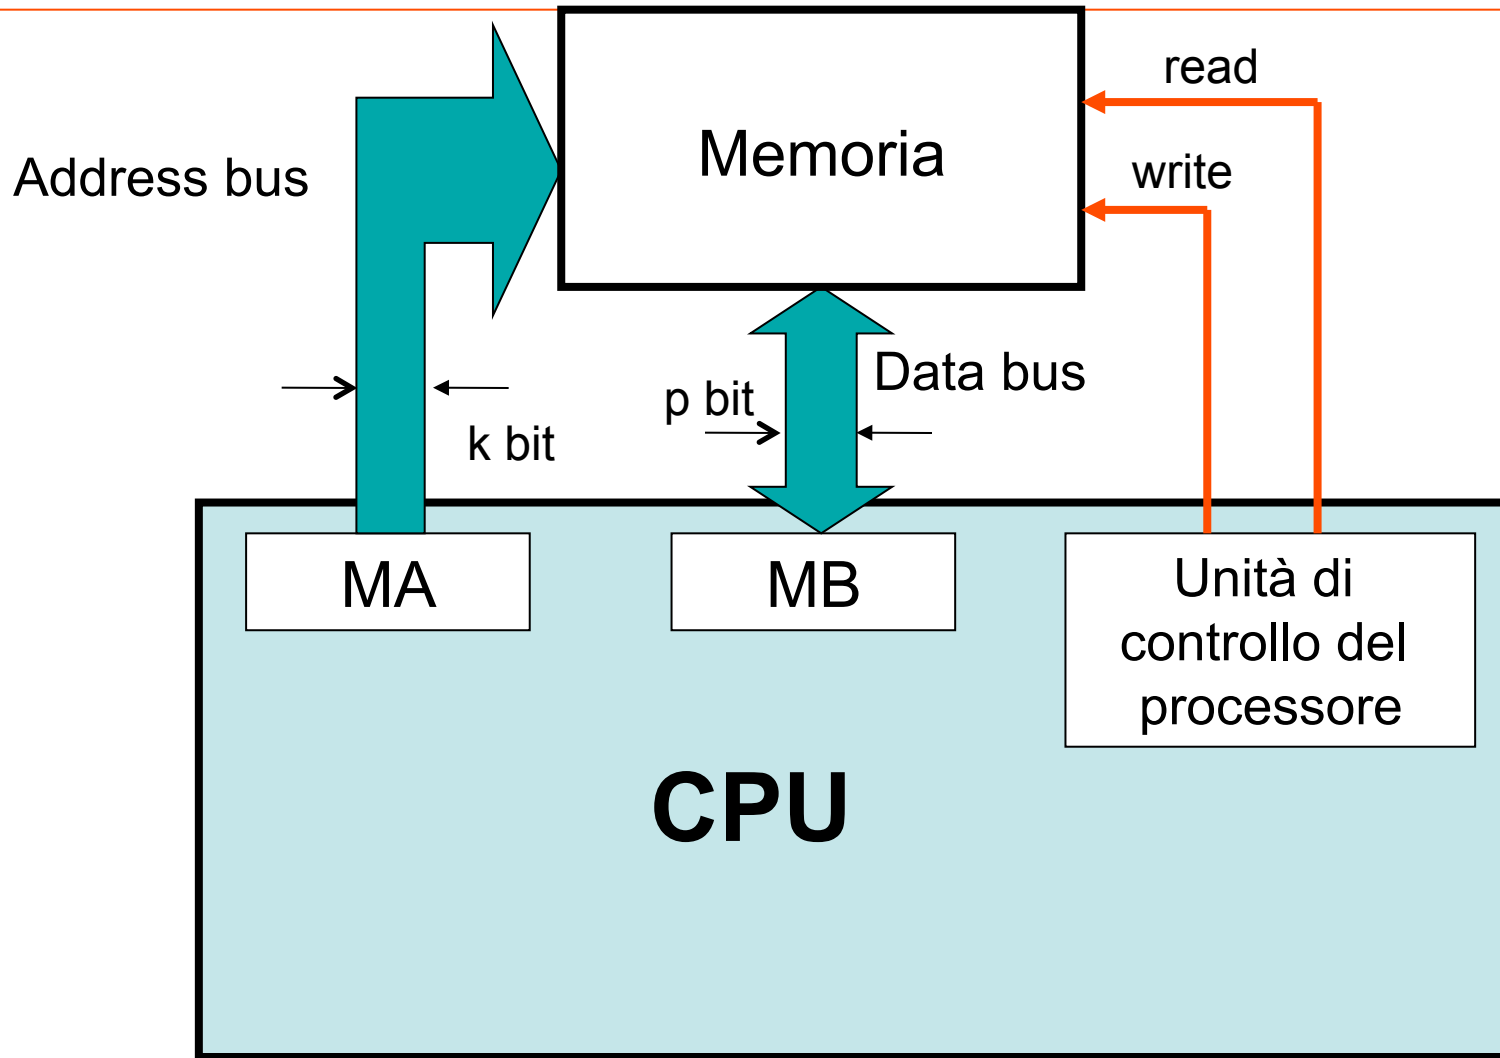 read
Memoria
write
Address bus
Data bus
p bit
k bit
MA
MB
Unità di
controllo del
processore
CPU